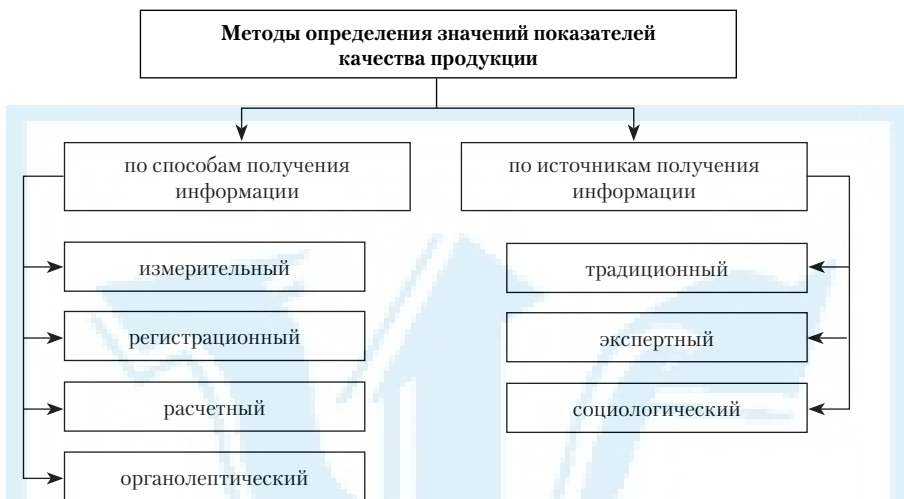 Методы определения значений показателей
качества продукции
по способам получения
информации
по источникам получения
информации
измерительный
регистрационный
расчетный
органолептический
традиционный
экспертный
социологический